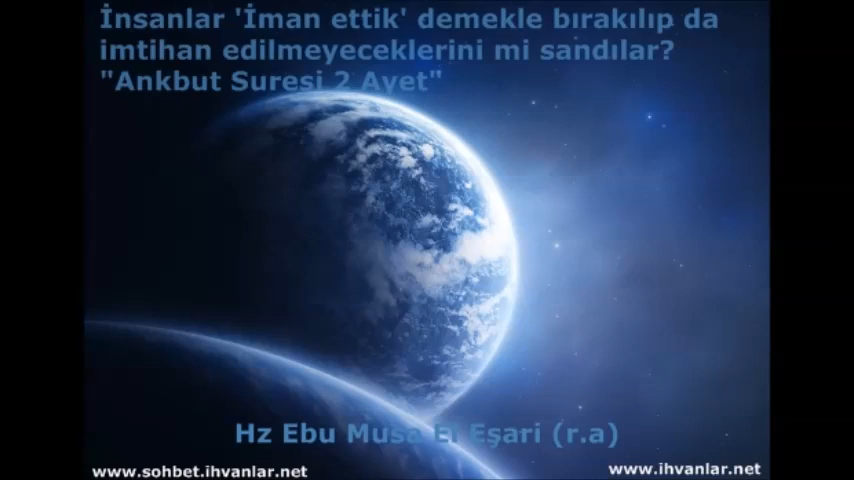 İnsanlar 'İman ettik' demekle bırakılıp da
imtihan edilmeyeceklerini mi sandılar?
"Ankbut Suresi 2 Ayet"
Hz Ebu Musa El Eşari (r.a)
www.sohbet.ihvanlar.net
www.ihvanlar.net